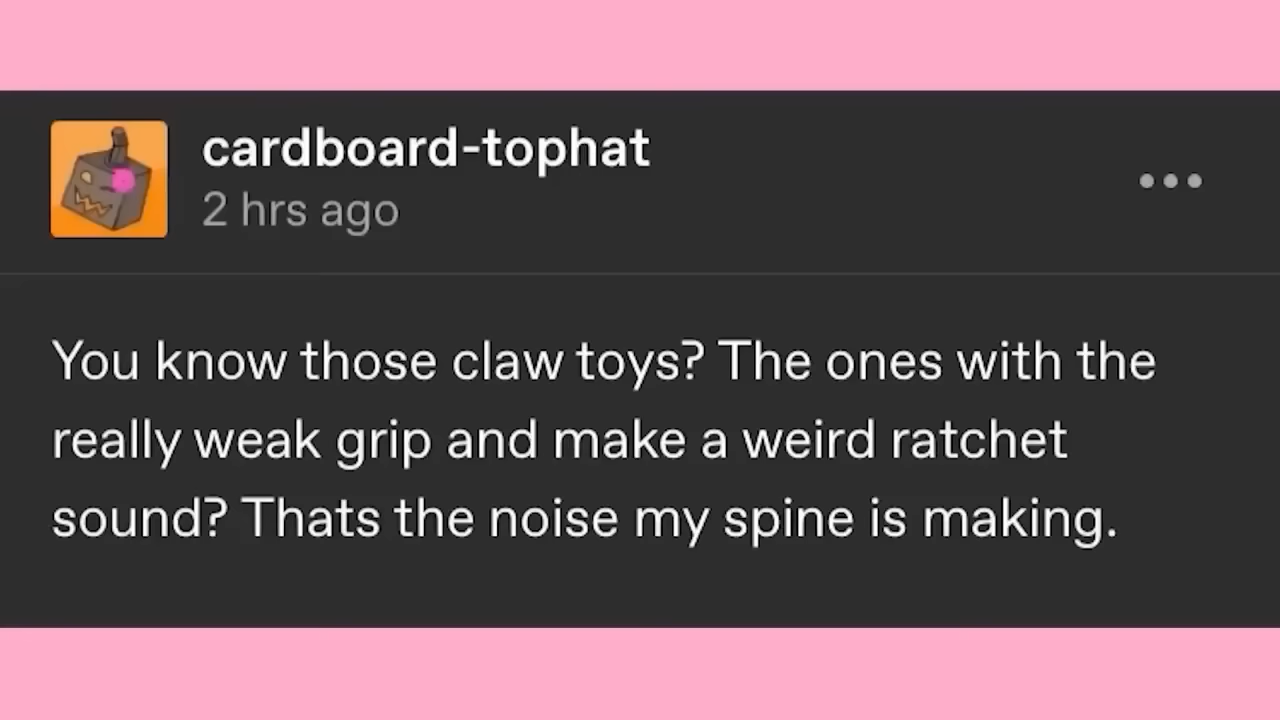 cardboard-tophat
2 hrs ago
You know those claw toys? The ones with the
really weak grip and make a weird ratchet
sound? Thats the noise my spine is making.